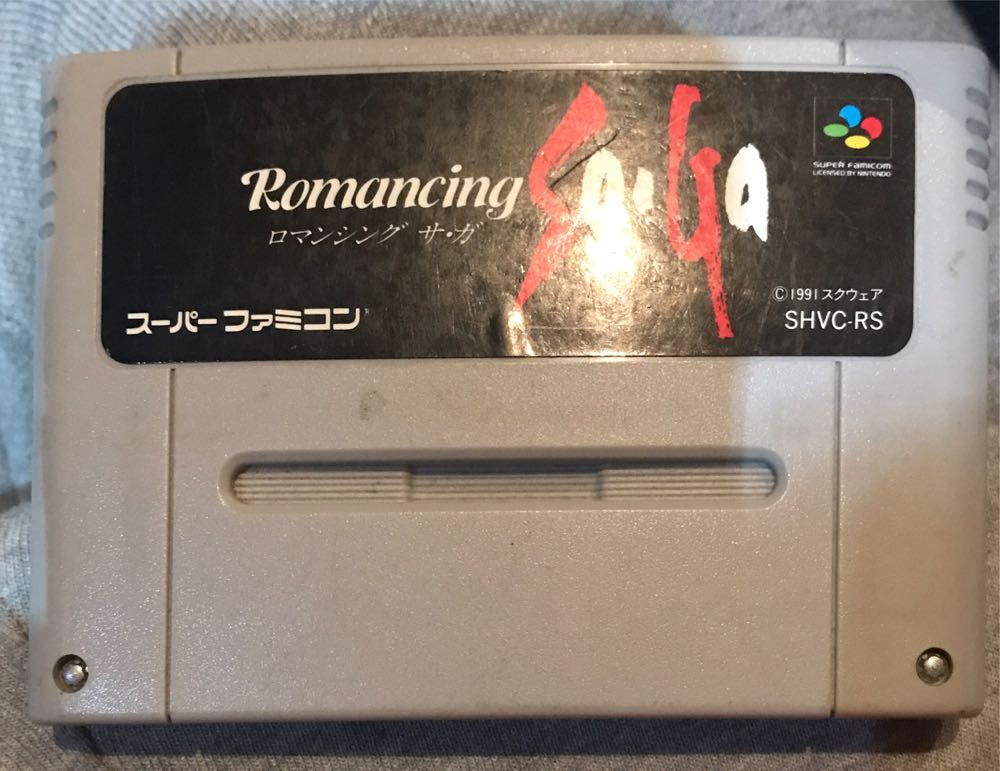 Romancing SaGa
ロマンシング サ・ガ
SUPER Famicom
LICENSED BY NINTENDO
スーパーファミコン
©1991 スクウェア
SHVC-RS